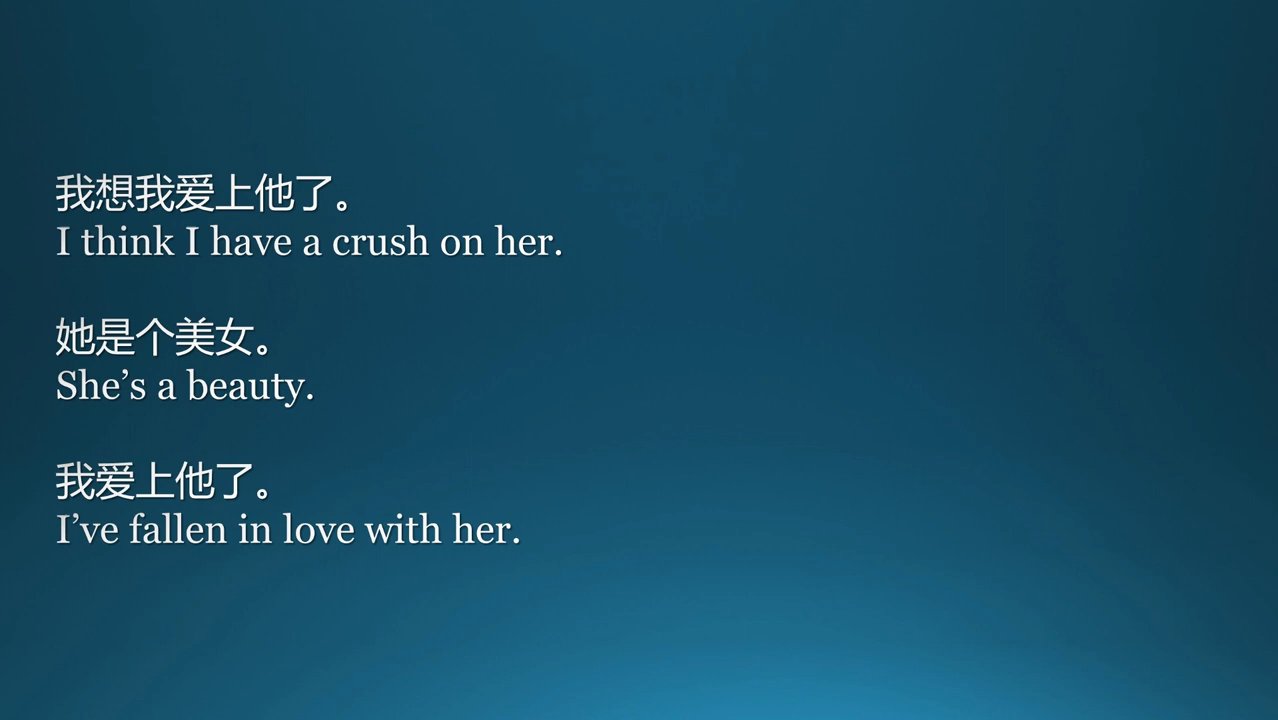 我想我爱上他了。
I think I have a crush on her.
她是个美女。
She's a beauty.
我爱上他了。
I've fallen in love with her.